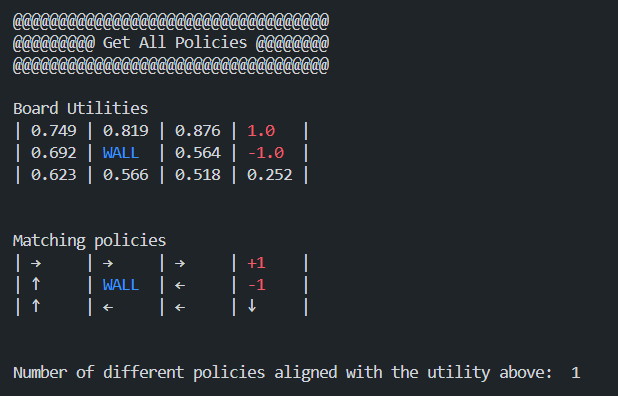 @@@@@@@@@@@@@@@@@@@@@@@@@@@@@@@@@@@
@@@@@@@@@ Get All Policies @@@@@@@@
@@@@@@@@@@@@@@@@@@@@@@@@@@@@@@@@@@@
Board Utilities
| 0.749 | 0.819 | 0.876 | 1.0   |
| 0.692 | WALL  | 0.564 | -1.0  |
| 0.623 | 0.566 | 0.518 | 0.252 |
Matching policies
| →     | →     | →     | +1    |
| ↑     | WALL  | ←     | -1    |
| ↑     | ←     | ←     | ↓     |
Number of different policies aligned with the utility above:  1